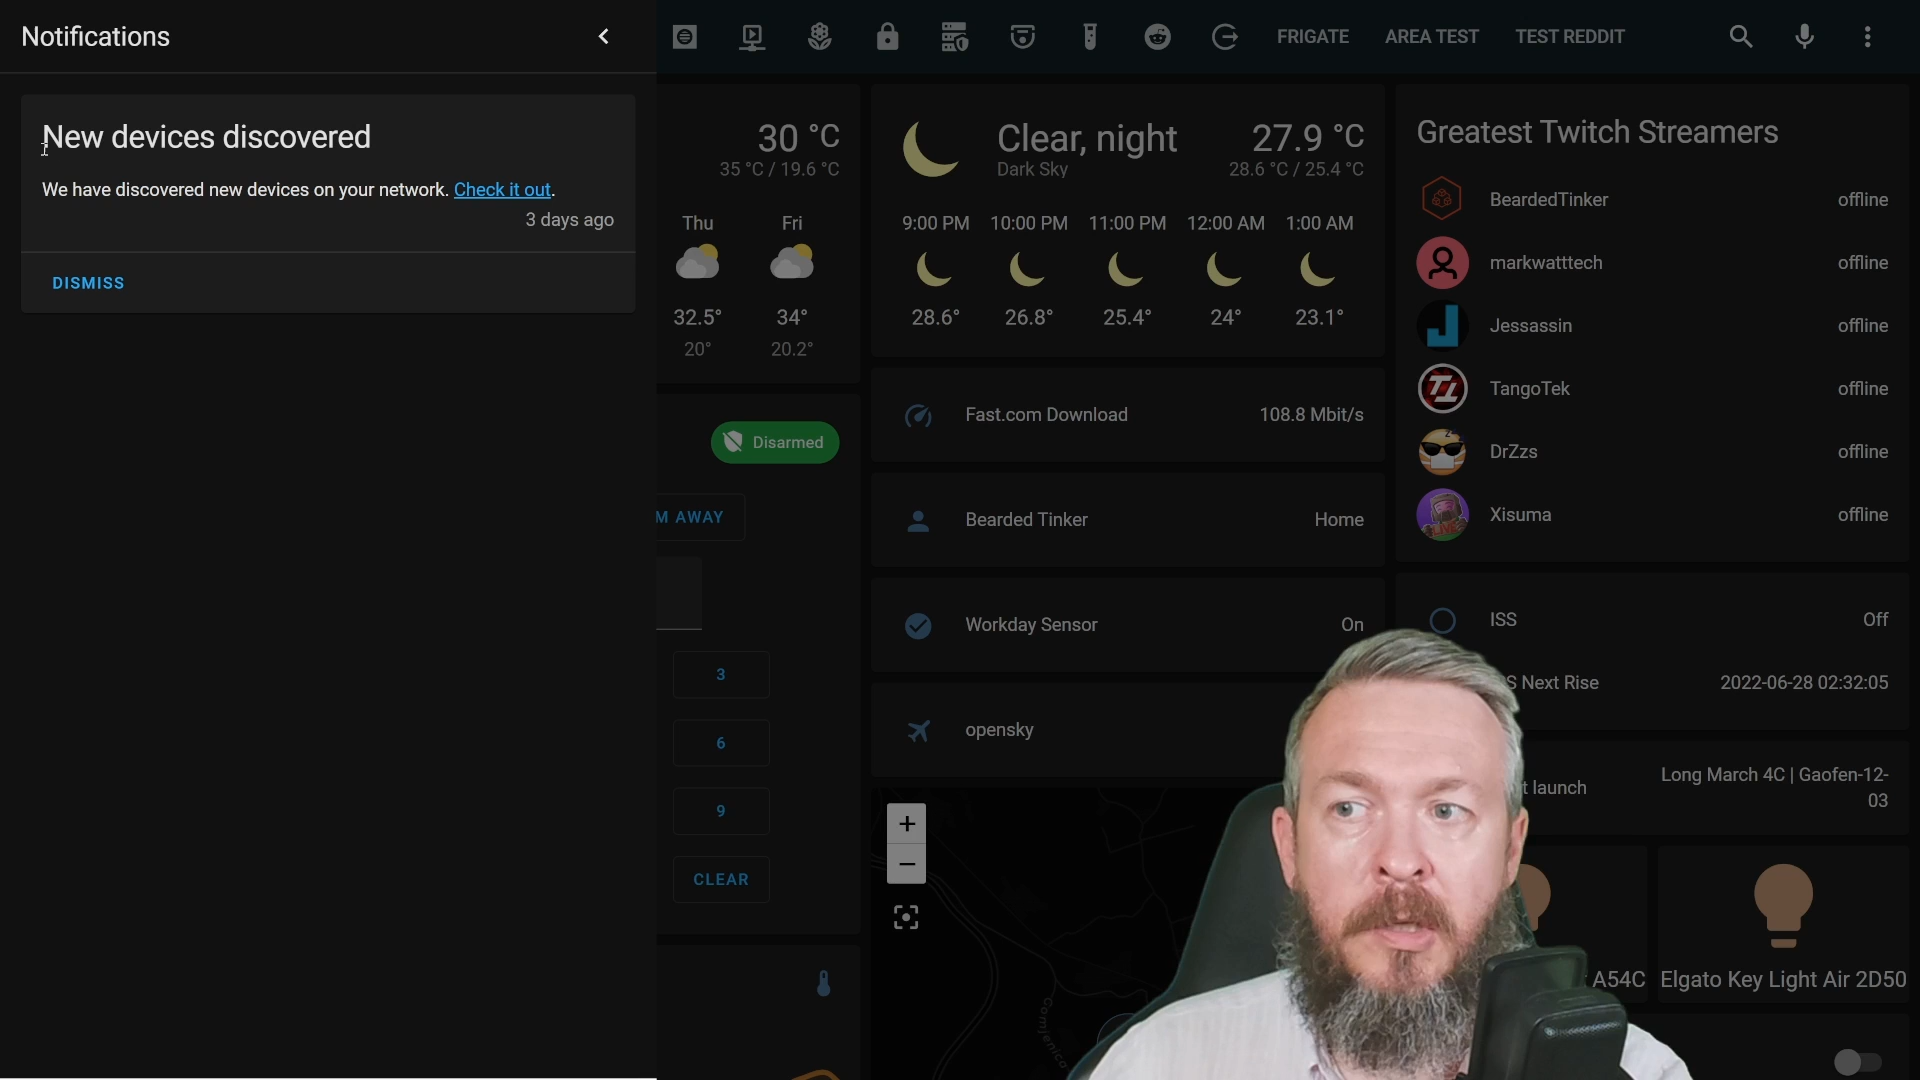 Notifications
FRIGATE
AREA TEST
TEST REDDIT
New devices discovered
We have discovered new devices on your network. Check it out.
3 days ago
DISMISS
30 °C
35 °C / 19.6 °C
Thu
Fri
32.5°
34°
20°
20.2°
Disarmed
M AWAY
3
6
9
CLEAR
Clear, night
27.9 °C
Dark Sky
28.6 °C / 25.4 °C
9:00 PM
10:00 PM
11:00 PM
12:00 AM
1:00 AM
28.6°
26.8°
25.4°
24°
23.1°
Fast.com Download
108.8 Mbit/s
Bearded Tinker
Home
Workday Sensor
On
opensky
+
−
Greatest Twitch Streamers
BeardedTinker
offline
markwatttech
offline
Jessassin
offline
TangoTek
offline
DrZzs
offline
Xisuma
offline
ISS
Off
S Next Rise
2022-06-28 02:32:05
t launch
Long March 4C | Gaofen-12-
03
A54C
Elgato Key Light Air 2D50